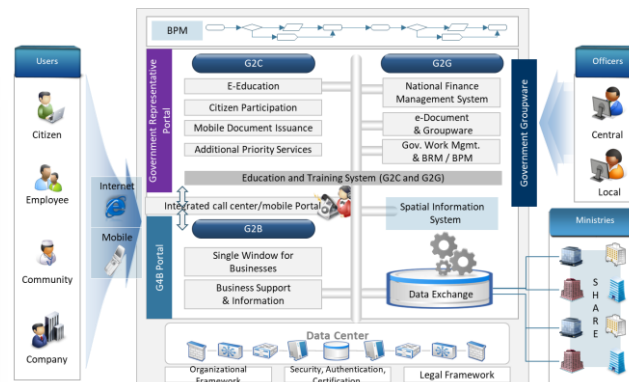 BPM
Users
Citizen
Employee
Community
Company
Internet
Mobile
Government Representative
Portal
G4B Portal
G2C
E-Education
Citizen Participation
Mobile Document Issuance
Additional Priority Services
G2G
National Finance
Management System
e-Document
& Groupware
Gov. Work Mgmt.
& BRM / BPM
Education and Training System (G2C and G2G)
Integrated call center/mobile Portal
G2B
Single Window for
Businesses
Business Support
& Information
Spatial Information
System
Data Exchange
Government Groupware
Officers
Central
Local
Ministries
SHARE
Data Center
Organizational
Framework
Security, Authentication,
Certification
Legal Framework